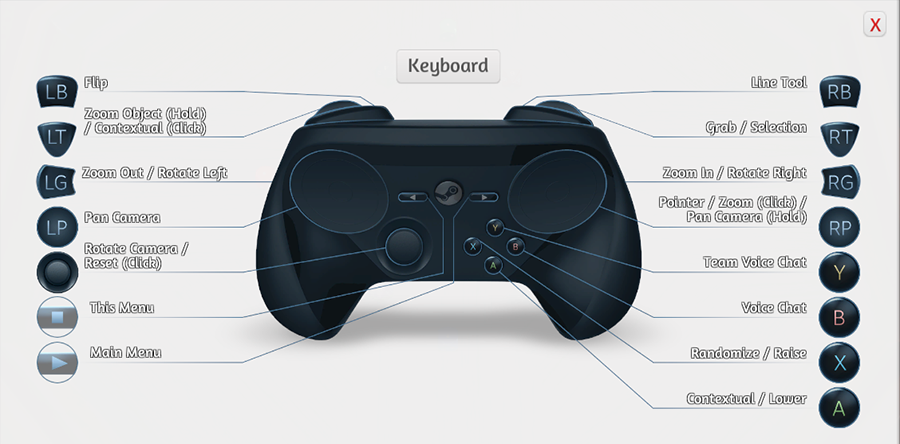 X
Keyboard
LB Flip
LT Zoom Object (Hold)
/ Contextual (Click)
LG Zoom Out / Rotate Left
LP Pan Camera
Rotate Camera /
Reset (Click)
This Menu
Main Menu
Line Tool RB
Grab / Selection RT
Zoom In / Rotate Right RG
Pointer / Zoom (Click) /
Pan Camera (Hold) RP
Team Voice Chat Y
Voice Chat B
Randomize / Raise X
Contextual / Lower A
Y
X
B
A